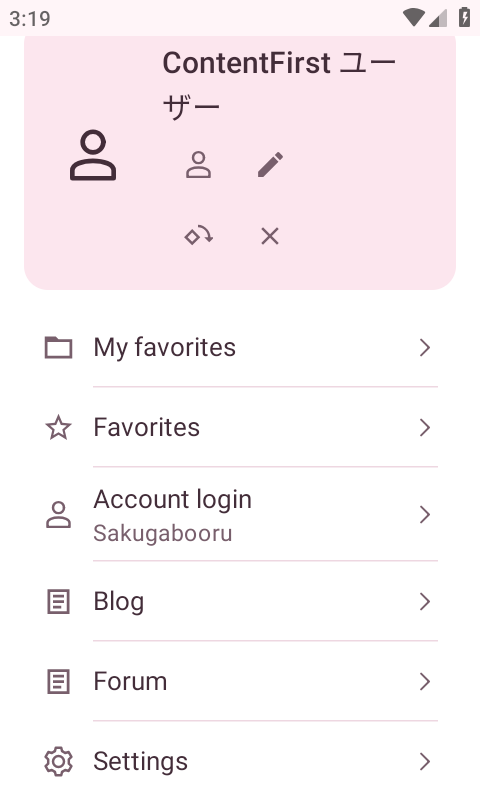 3:19
ContentFirst ユー
ザー
My favorites
Favorites
Account login
Sakugabooru
Blog
Forum
Settings